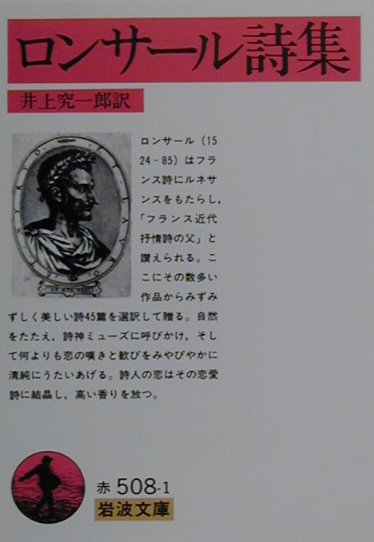 ロンサール詩集
井上究一郎訳
ロンサール（15
24－85）はフラ
ンス詩にルネサ
ンスをもたらし，
「フランス近代
抒情詩の父」と
讃えられる。こ
こにその数多い
作品からみずみ
ずしく美しい詩45篇を選訳して贈る。自然
をたたえ，詩神ミューズに呼びかけ，そし
て何よりも恋の嘆きと歓びをみやびやかに
清純にうたいあげる。詩人の恋はその恋愛
詩に結晶し，高い香りを放つ。
赤 508-1
岩波文庫